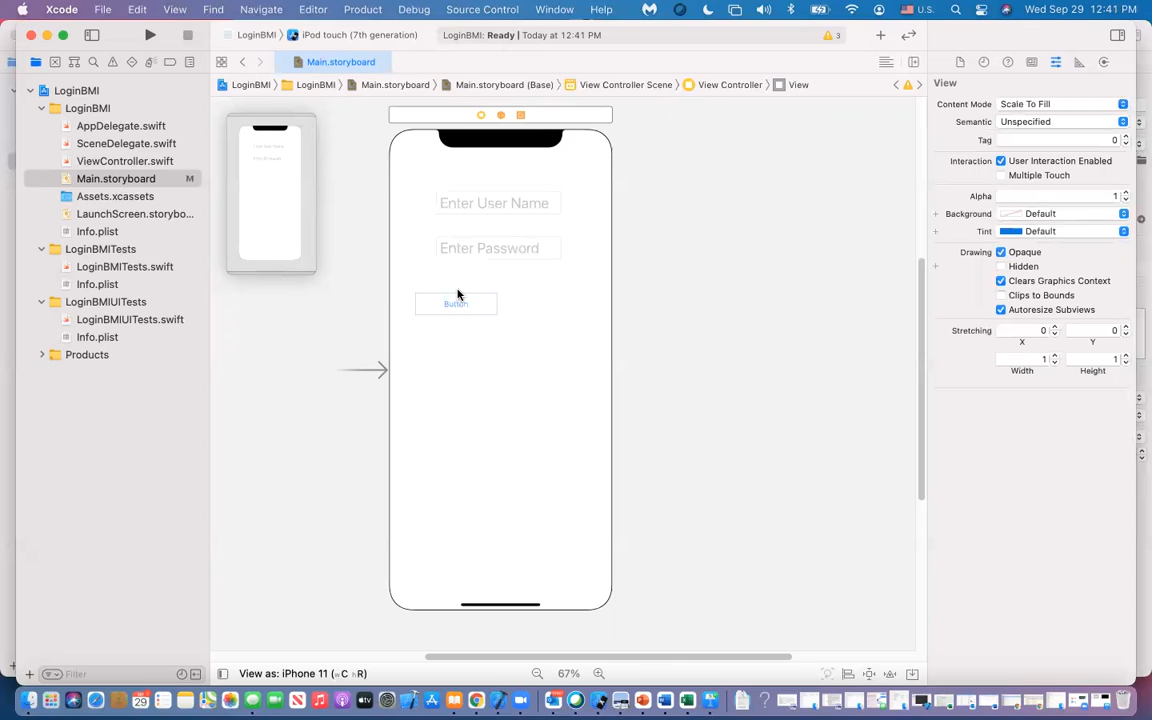 Xcode File Edit View Find Navigate Editor Product Debug Source Control Window Help U.S. Wed Sep 29 12:41 PM
LoginBMI iPod touch (7th generation) LoginBMI: Ready | Today at 12:41 PM 3
Main.storyboard
LoginBMI LoginBMI Main.storyboard Main.storyboard (Base) View Controller Scene View Controller View
LoginBMI
LoginBMI
AppDelegate.swift
SceneDelegate.swift
ViewController.swift
Main.storyboard M
Assets.xcassets
LaunchScreen.storybo...
Info.plist
LoginBMITests
LoginBMITests.swift
Info.plist
LoginBMIUITests
LoginBMIUITests.swift
Info.plist
Products
Filter
Enter User Name
Enter Password
Button
View as: iPhone 11 (wC hR)
67%
View
Content Mode Scale To Fill
Semantic Unspecified
Tag 0
Interaction User Interaction Enabled
Multiple Touch
Alpha 1
Background Default
Tint Default
Drawing Opaque
Hidden
Clears Graphics Context
Clips to Bounds
Autoresize Subviews
Stretching 0 0
X Y
1 1
Width Height
29